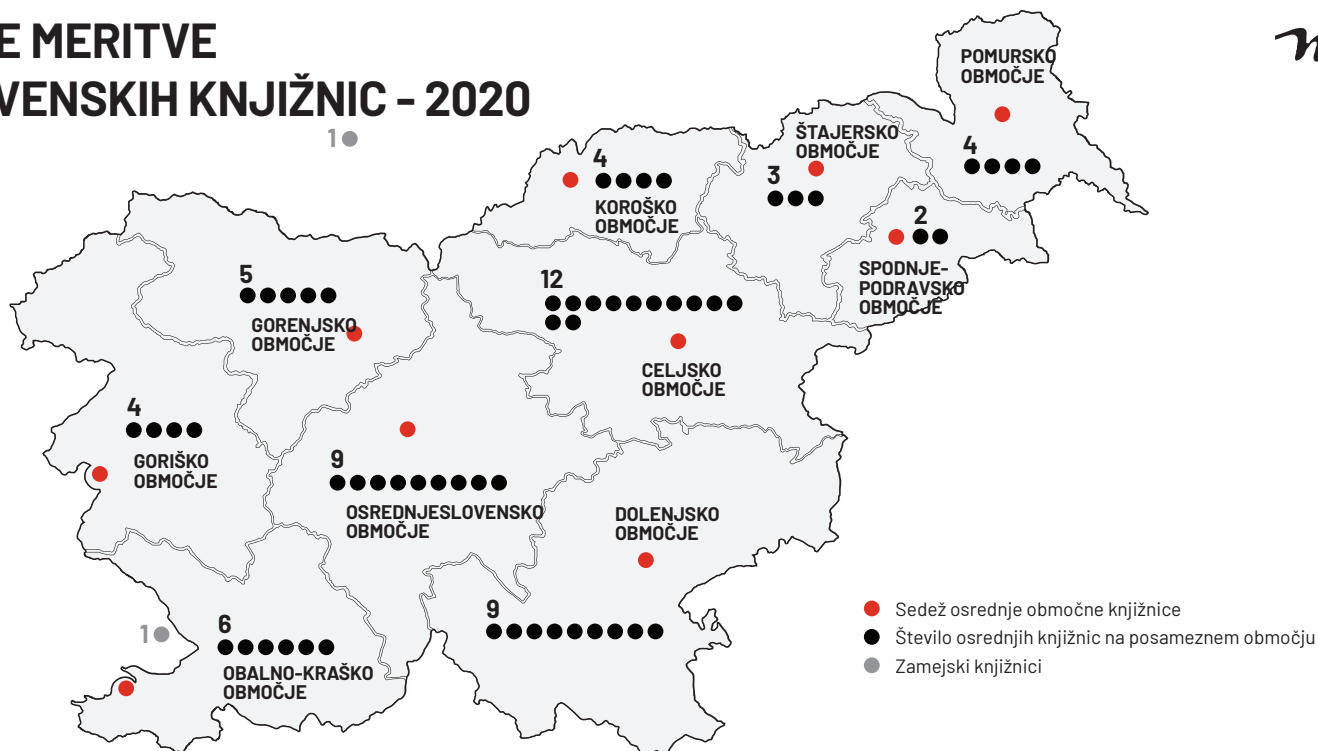 E MERITVE
VENSKIH KNJIŽNIC - 2020
1
POMURSKO
OBMOČJE
4
ŠTAJERSKO
OBMOČJE
3
4
KOROŠKO
OBMOČJE
2
SPODNJE-
PODRAVSKO
OBMOČJE
5
GORENJSKO
OBMOČJE
12
CELJSKO
OBMOČJE
4
GORIŠKO
OBMOČJE
9
OSREDNJESLOVENSKO
OBMOČJE
DOLENJSKO
OBMOČJE
9
1
6
OBALNO-KRAŠKO
OBMOČJE
Sedež osrednje območne knjižnice
Število osrednjih knjižnic na posameznem območju
Zamejski knjižnici